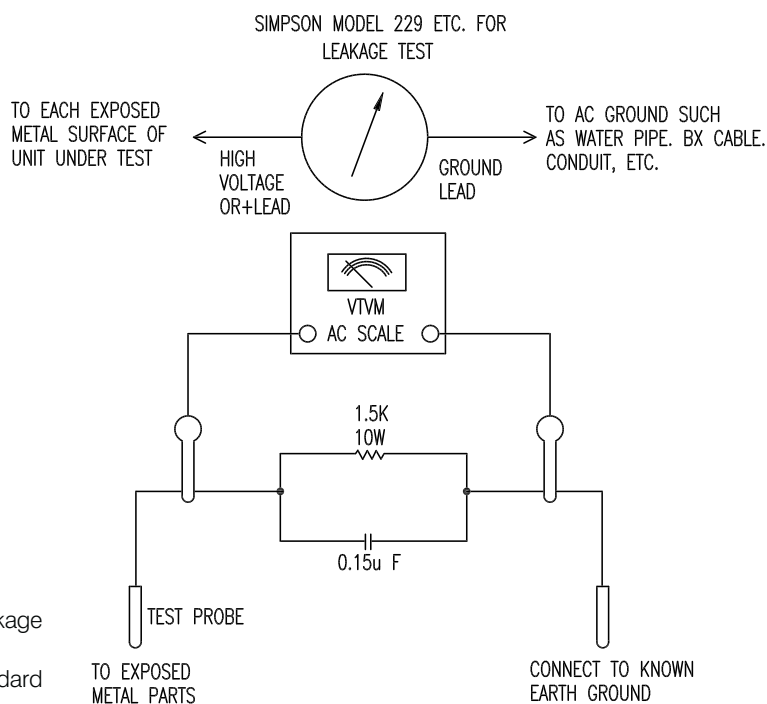 SIMPSON MODEL 229 ETC. FOR
LEAKAGE TEST
TO EACH EXPOSED
METAL SURFACE OF
UNIT UNDER TEST
HIGH
VOLTAGE
OR+LEAD
GROUND
LEAD
TO AC GROUND SUCH
AS WATER PIPE. BX CABLE.
CONDUIT, ETC.
VTVM
AC SCALE
1.5K
10W
0.15u F
TEST PROBE
TO EXPOSED
METAL PARTS
CONNECT TO KNOWN
EARTH GROUND
kage
dard